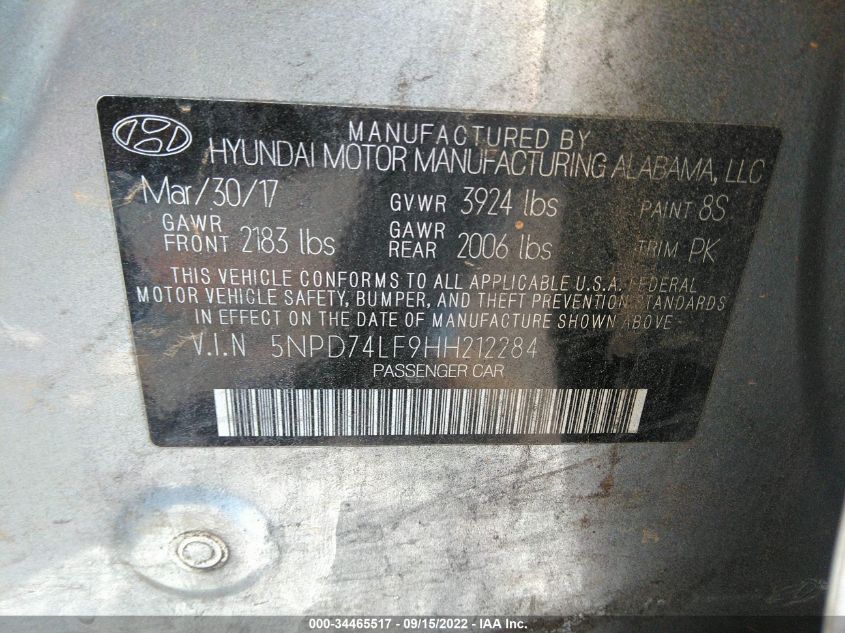 MANUFACTURED BY
HYUNDAI MOTOR MANUFACTURING ALABAMA, LLC
Mar/30/17 GVWR 3924 lbs PAINT 8S
GAWR FRONT 2183 lbs GAWR REAR 2006 lbs TRIM PK
THIS VEHICLE CONFORMS TO ALL APPLICABLE U.S.A. FEDERAL
MOTOR VEHICLE SAFETY, BUMPER, AND THEFT PREVENTION STANDARDS
IN EFFECT ON THE DATE OF MANUFACTURE SHOWN ABOVE.
V.I.N 5NPD74LF9HH212284
PASSENGER CAR
000-34465517 - 09/15/2022 - Copyright IAA, Inc.